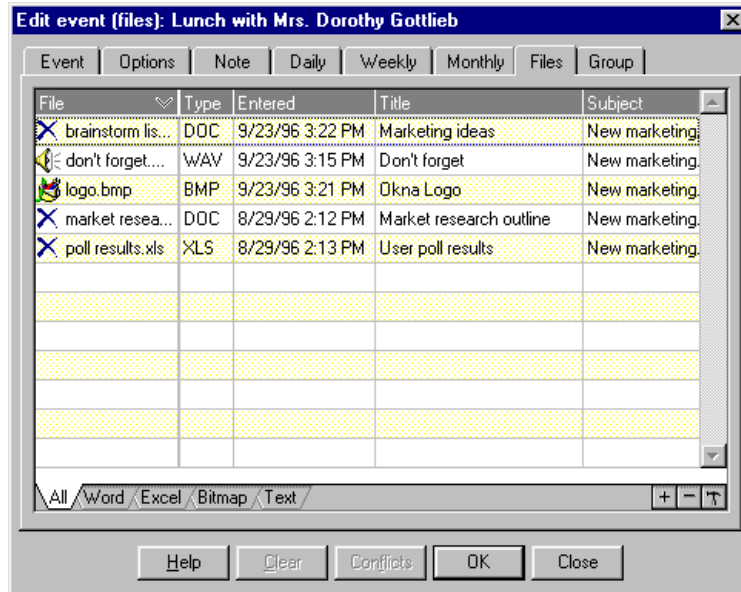 Edit event (files): Lunch with Mrs. Dorothy Gottlieb
Event Options Note Daily Weekly Monthly Files Group
File Type Entered Title Subject
brainstorm lis... DOC 9/23/96 3:22 PM Marketing ideas New marketing
don't forget.... WAV 9/23/96 3:15 PM Don't forget New marketing.
logo.bmp BMP 9/23/96 3:21 PM Okna Logo New marketing.
market resea... DOC 8/29/96 2:12 PM Market research outline New marketing.
poll results.xls XLS 8/29/96 2:13 PM User poll results New marketing.
All Word Excel Bitmap Text
Help Clear Conflicts OK Close